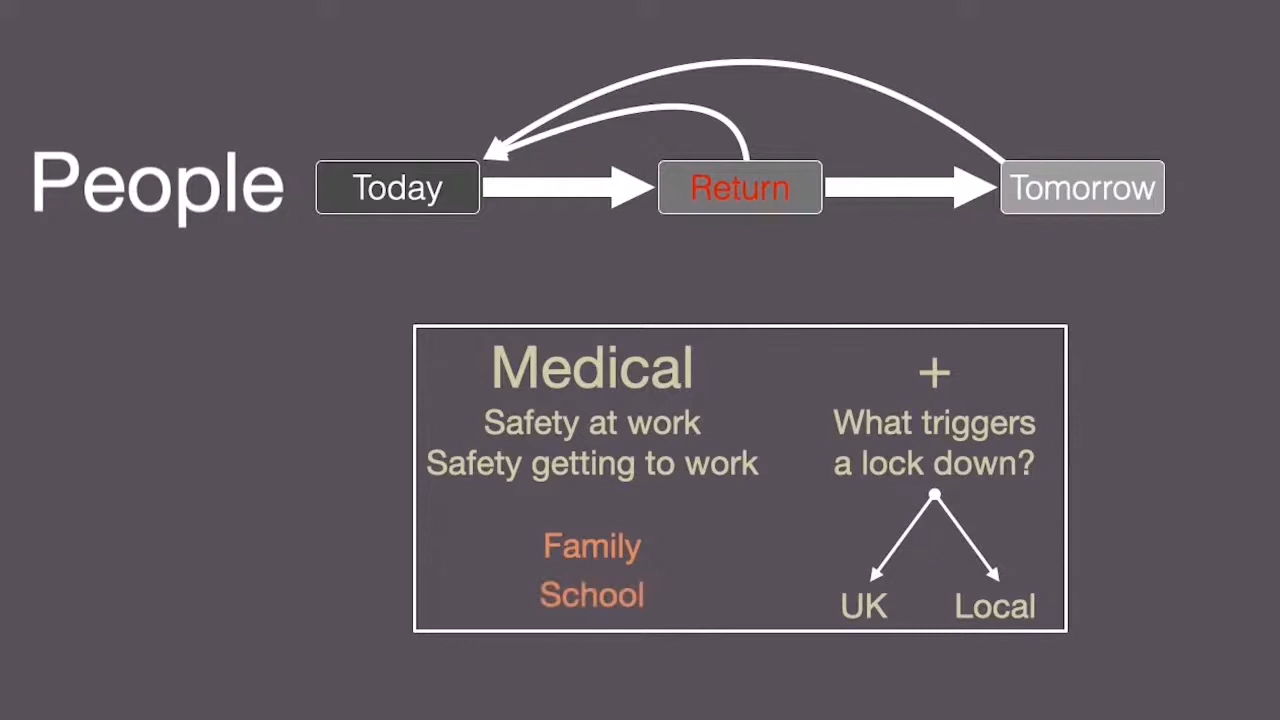 People
Today
Return
Tomorrow
Medical
Safety at work
Safety getting to work
Family
School
+
What triggers
a lock down?
UK
Local